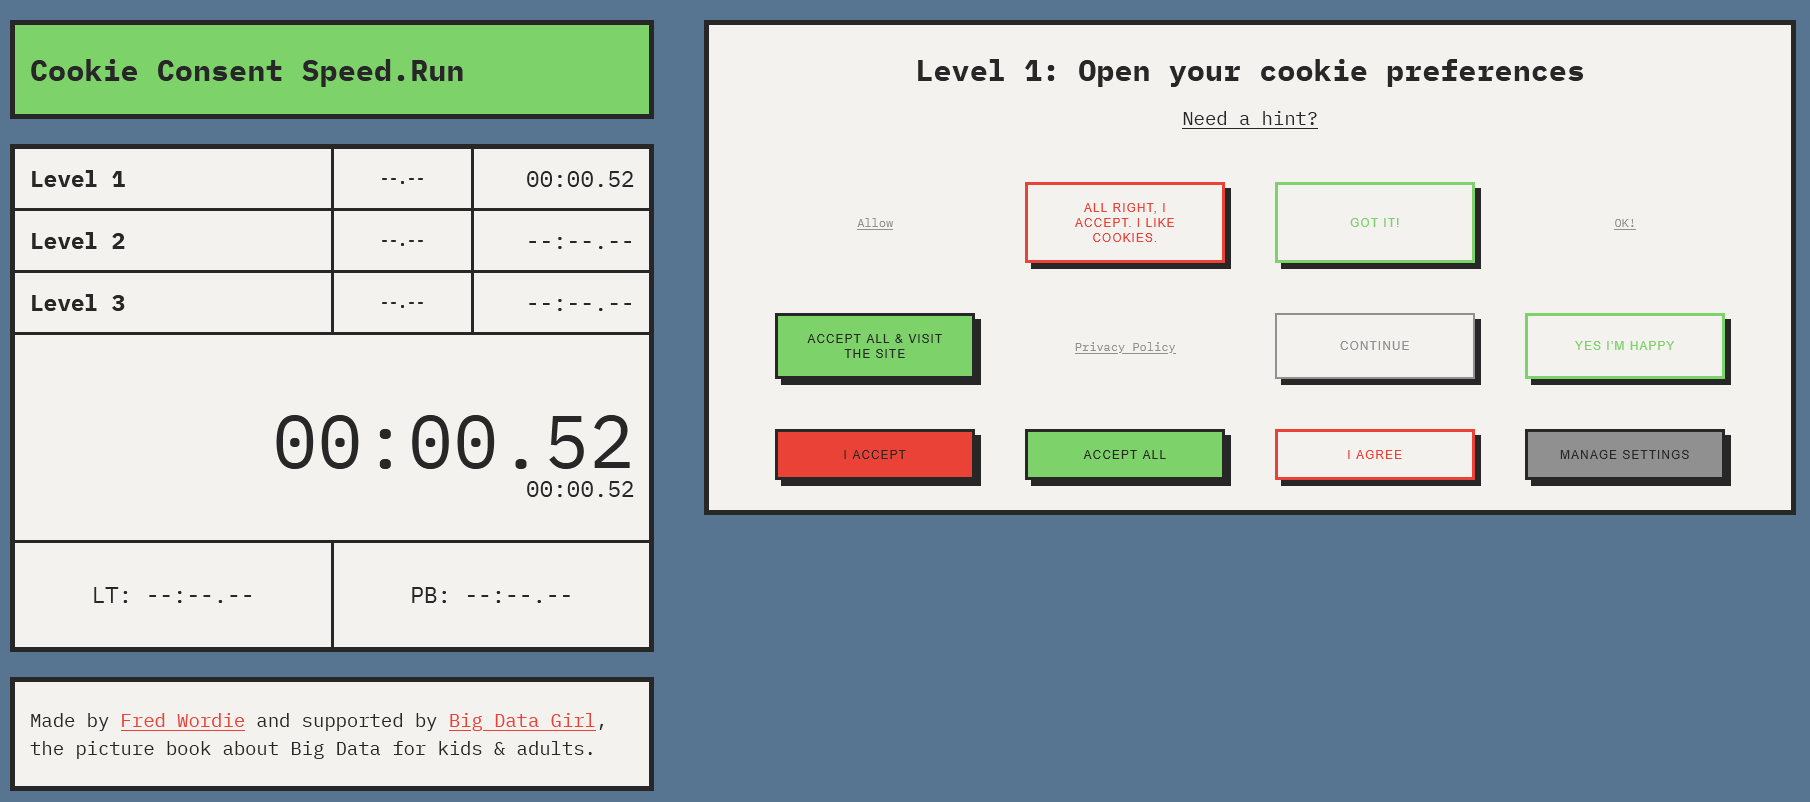 Cookie Consent Speed.Run
Level 1 --.-- 00:00.52
Level 2 --.-- --:--.--
Level 3 --.-- --:--.--
00:00.52
00:00.52
LT: --:--.-- PB: --:--.--
Made by Fred Wordie and supported by Big Data Girl,
the picture book about Big Data for kids & adults.
Level 1: Open your cookie preferences
Need a hint?
Allow
ALL RIGHT, I
ACCEPT. I LIKE
COOKIES.
GOT IT!
OK!
ACCEPT ALL & VISIT
THE SITE
Privacy Policy
CONTINUE
YES I'M HAPPY
I ACCEPT
ACCEPT ALL
I AGREE
MANAGE SETTINGS